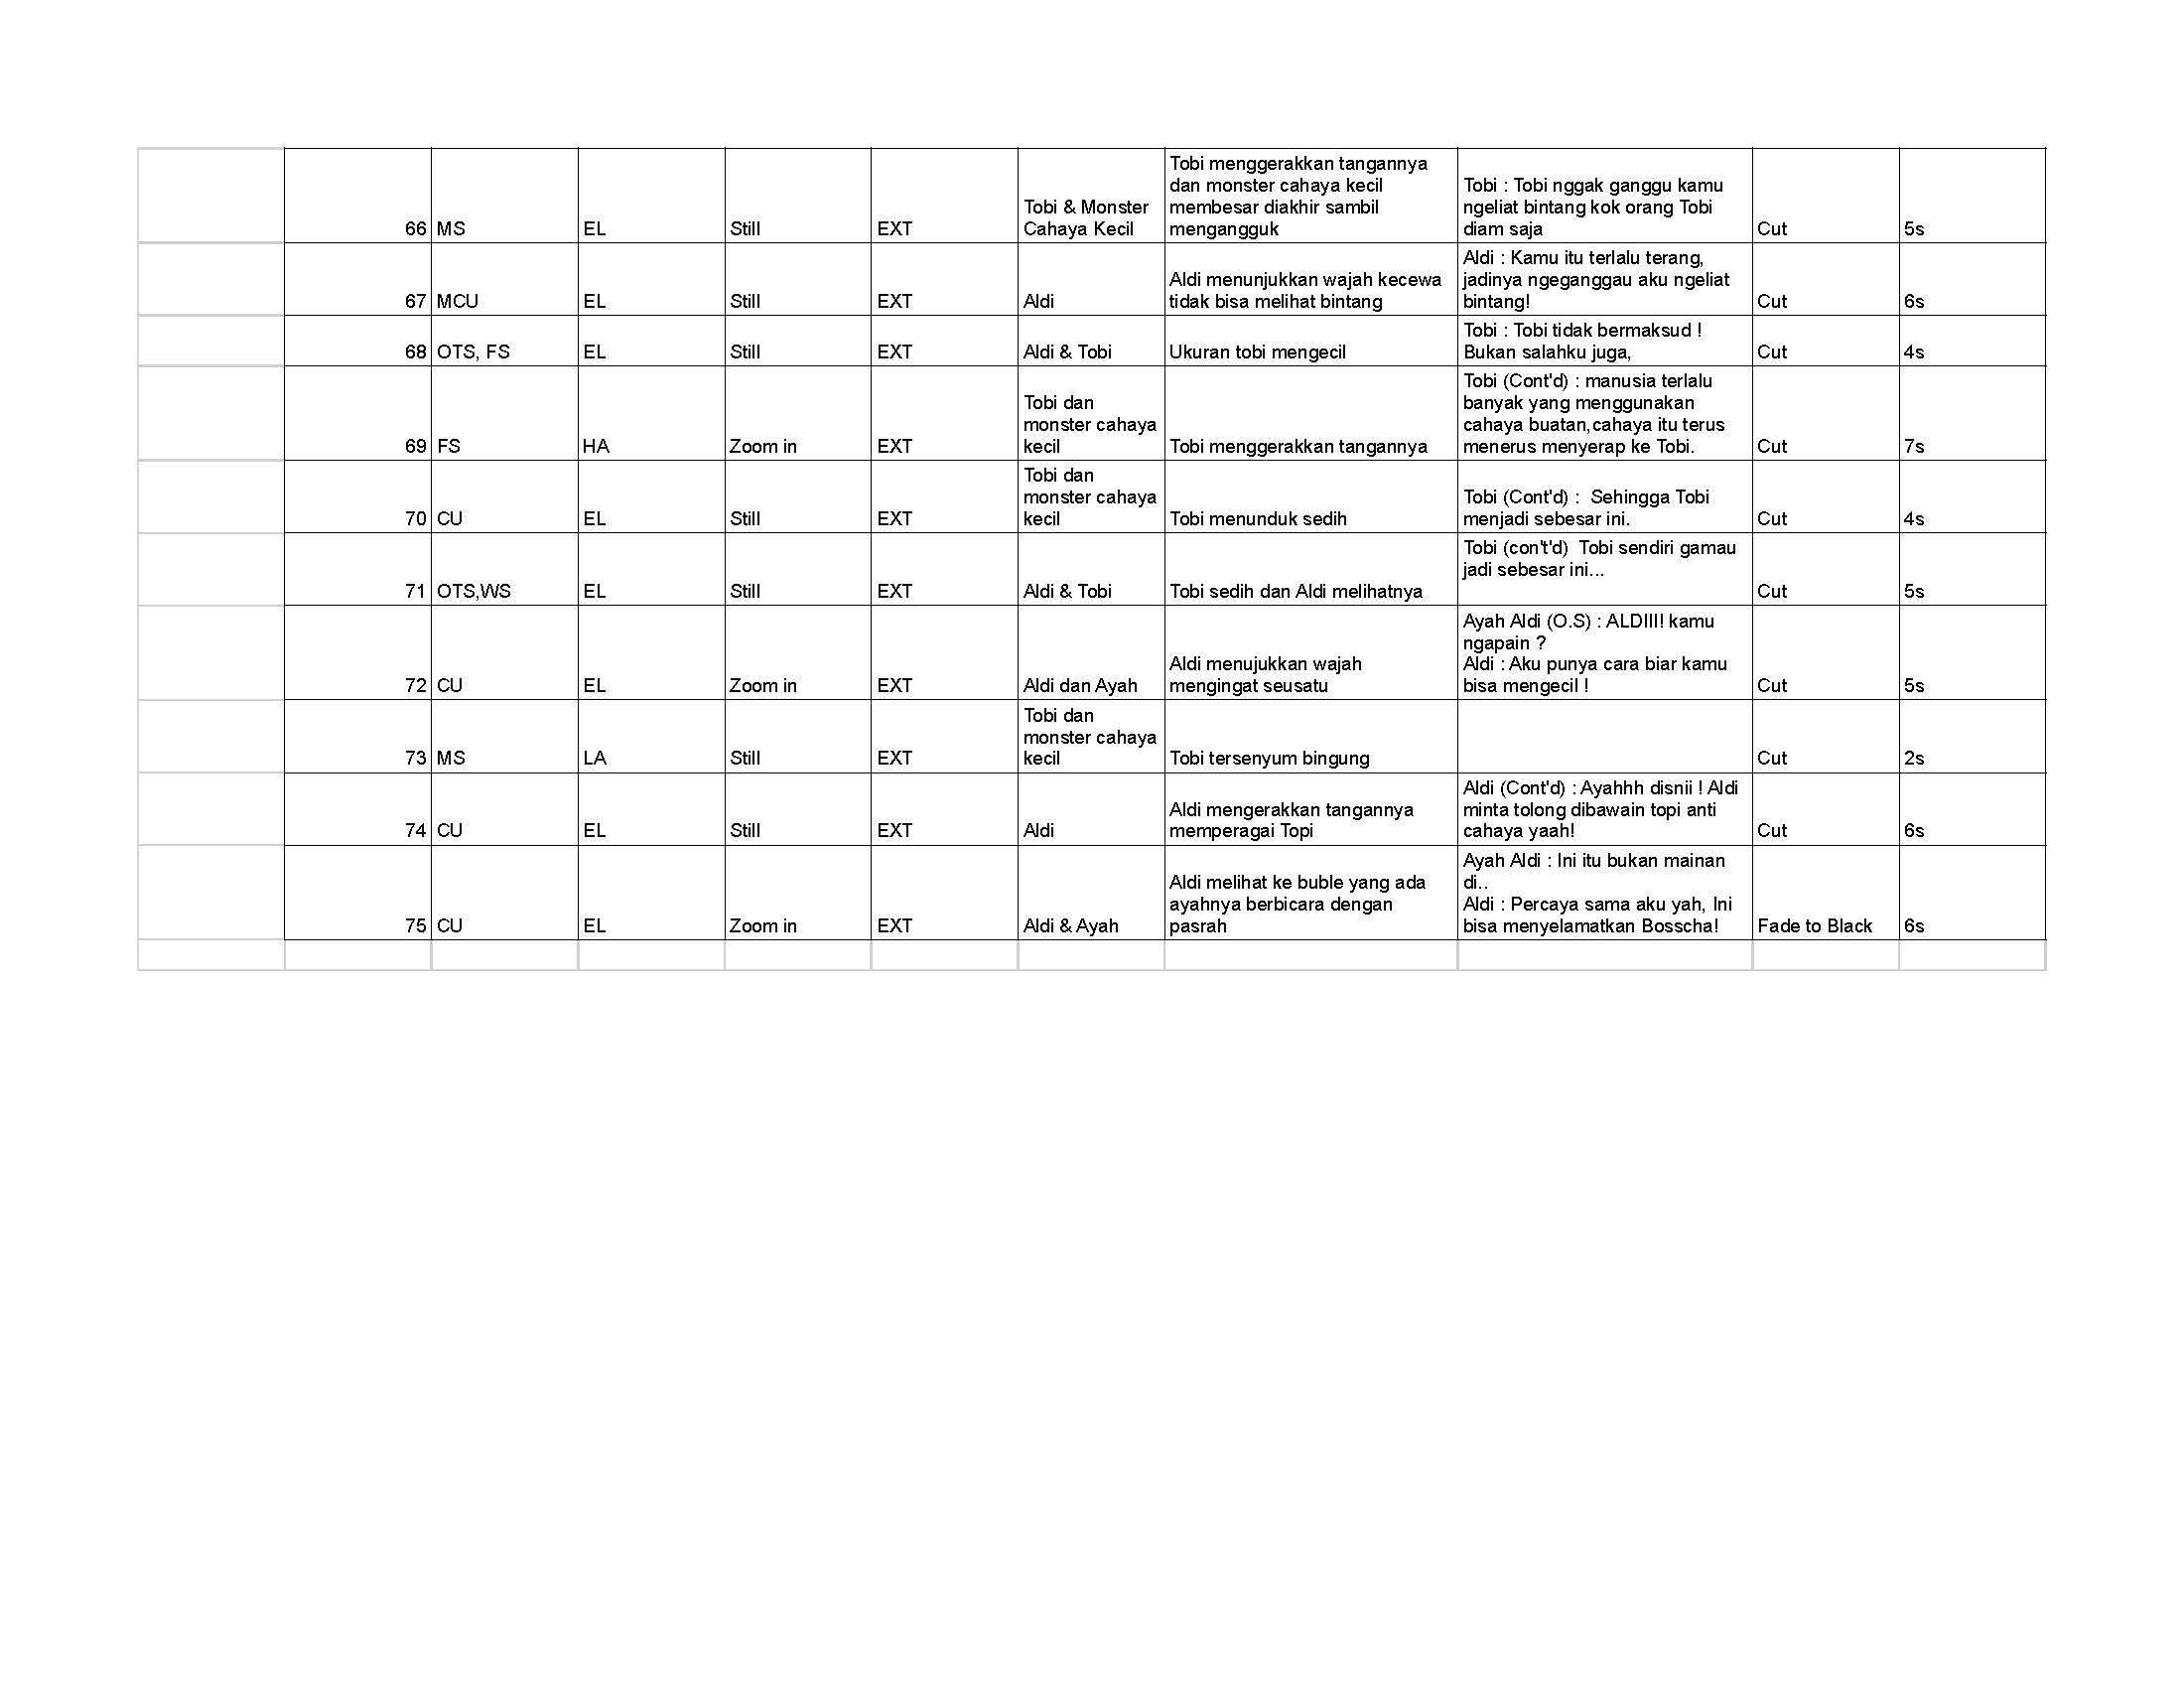 66 MS EL Still EXT Tobi & Monster Cahaya Kecil Tobi menggerakkan tangannya dan monster cahaya kecil membesar diakhir sambil mengangguk Tobi : Tobi nggak ganggu kamu ngeliat bintang kok orang Tobi diam saja Cut 5s
67 MCU EL Still EXT Aldi Aldi menunjukkan wajah kecewa tidak bisa melihat bintang Aldi : Kamu itu terlalu terang, jadinya ngeganggau aku ngeliat bintang! Cut 6s
68 OTS, FS EL Still EXT Aldi & Tobi Ukuran tobi mengecil Tobi : Tobi tidak bermaksud ! Bukan salahku juga, Cut 4s
69 FS HA Zoom in EXT Tobi dan monster cahaya kecil Tobi menggerakkan tangannya Tobi (Cont'd) : manusia terlalu banyak yang menggunakan cahaya buatan,cahaya itu terus menerus menyerap ke Tobi. Cut 7s
70 CU EL Still EXT Tobi dan monster cahaya kecil Tobi menunduk sedih Tobi (Cont'd) :  Sehingga Tobi menjadi sebesar ini. Cut 4s
71 OTS,WS EL Still EXT Aldi & Tobi Tobi sedih dan Aldi melihatnya Tobi (con't'd)  Tobi sendiri gamau jadi sebesar ini... Cut 5s
72 CU EL Zoom in EXT Aldi dan Ayah Aldi menujukkan wajah mengingat seusatu Ayah Aldi (O.S) : ALDIII! kamu ngapain ? Aldi : Aku punya cara biar kamu bisa mengecil ! Cut 5s
73 MS LA Still EXT Tobi dan monster cahaya kecil Tobi tersenyum bingung Cut 2s
74 CU EL Still EXT Aldi Aldi mengerakkan tangannya memperagai Topi Aldi (Cont'd) : Ayahhh disnii ! Aldi minta tolong dibawain topi anti cahaya yaah! Cut 6s
75 CU EL Zoom in EXT Aldi & Ayah Aldi melihat ke buble yang ada ayahnya berbicara dengan pasrah Ayah Aldi : Ini itu bukan mainan di.. Aldi : Percaya sama aku yah, Ini bisa menyelamatkan Bosscha! Fade to Black 6s